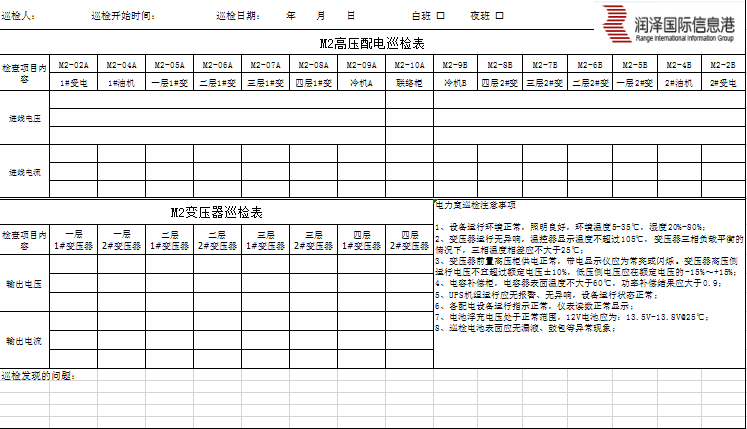 巡检人： 巡检开始时间： 巡检日期： 年 月 日 白班 口 夜班 口
润泽国际信息港
Range International Information Group
M2高压配电巡检表
检查项目内容 M2-02A M2-04A M2-05A M2-06A M2-07A M2-08A M2-09A M2-10A M2-9B M2-8B M2-7B M2-6B M2-5B M2-4B M2-2B
1#受电 1#油机 一层1#变 二层1#变 三层1#变 四层1#变 冷机A 联络柜 冷机B 四层2#变 三层2#变 二层2#变 一层2#变 2#油机 2#受电
进线电压
进线电流
M2变压器巡检表
检查项目内容 一层1#变压器 一层2#变压器 二层1#变压器 二层2#变压器 三层1#变压器 三层2#变压器 四层1#变压器 四层2#变压器
输出电压
输出电流
电力室巡检注意事项
1、设备运行环境正常，照明良好，环境温度5-35℃，湿度20%-80%；
2、变压器运行无异响，温控器显示温度不超过105℃，变压器三相负载平衡的
情况下，三相温度相差应不大于25℃；
3、变压器前置高压柜供电正常，带电显示仪应为常亮或闪烁。变压器高压侧
运行电压不应超过额定电压±10%，低压侧电压应在额定电压的-15%～+15%；
4、电容补偿柜，电容器表面温度不大于60℃，功率补偿结果应大于0.9；
5、UPS机组运行应无报警、无异响，设备运行状态正常；
6、各配电设备运行指示正常，仪表读数正常显示；
7、电池浮充电压处于正常范围，12V电池应为：13.5V-13.8V@25℃；
8、巡检电池表面应无漏液、鼓包等异常现象；
巡检发现的问题：